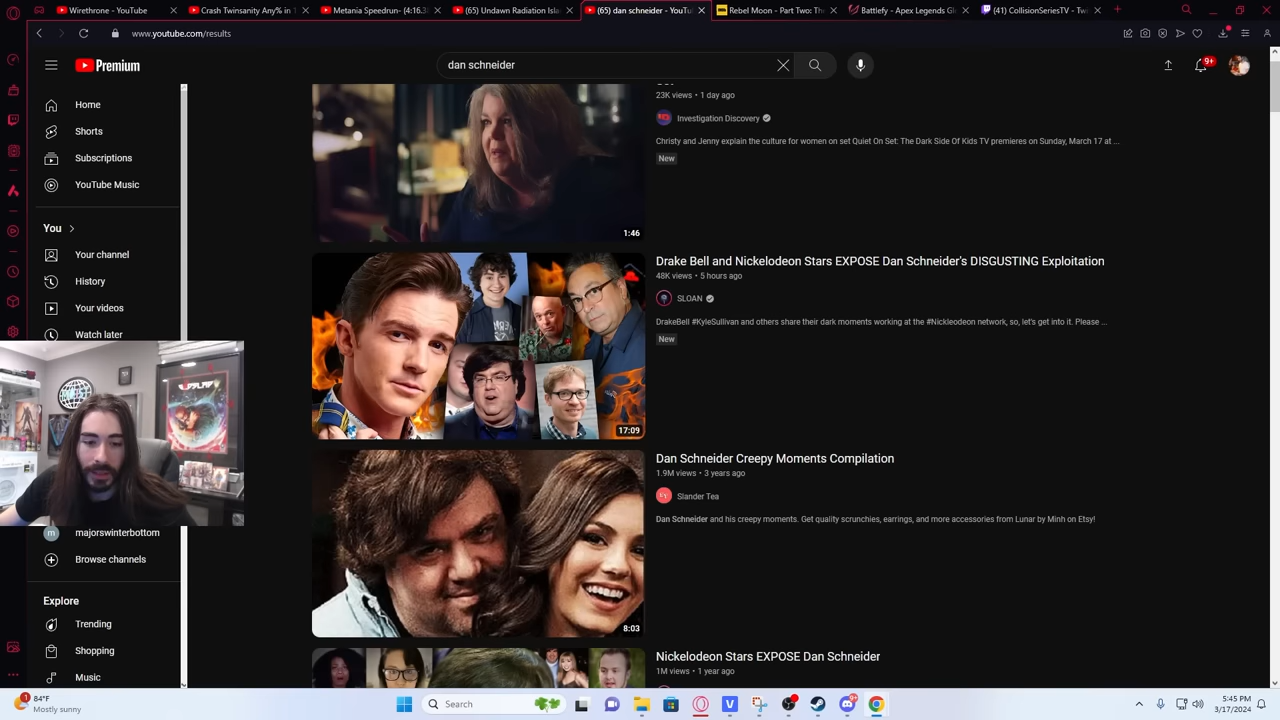 Wirethrone - YouTube
Crash Twinsanity Any% in 1
Metania Speedrun- (4:16.3
(65) Undawn Radiation Isla
(65) dan schneider - YouTu
Rebel Moon - Part Two: The
Battlefy - Apex Legends Gl
(41) CollisionSeriesTV - Tw
www.youtube.com/results
Premium
dan schneider
9+
Home
Shorts
Subscriptions
YouTube Music
You
Your channel
History
Your videos
Watch later
majorswinterbottom
Browse channels
Explore
Trending
Shopping
Music
23K views • 1 day ago
Investigation Discovery
Christy and Jenny explain the culture for women on set Quiet On Set: The Dark Side Of Kids TV premieres on Sunday, March 17 at ...
New
1:46
Drake Bell and Nickelodeon Stars EXPOSE Dan Schneider's DISGUSTING Exploitation
48K views • 5 hours ago
SLOAN
DrakeBell #KyleSullivan and others share their dark moments working at the #Nickleodeon network, so, let's get into it. Please ...
New
17:09
Dan Schneider Creepy Moments Compilation
1.9M views • 3 years ago
Slander Tea
Dan Schneider and his creepy moments. Get quality scrunchies, earrings, and more accessories from Lunar by Minh on Etsy!
8:03
Nickelodeon Stars EXPOSE Dan Schneider
1M views • 1 year ago
1
84°F
Mostly sunny
Search
5:45 PM
3/17/2024